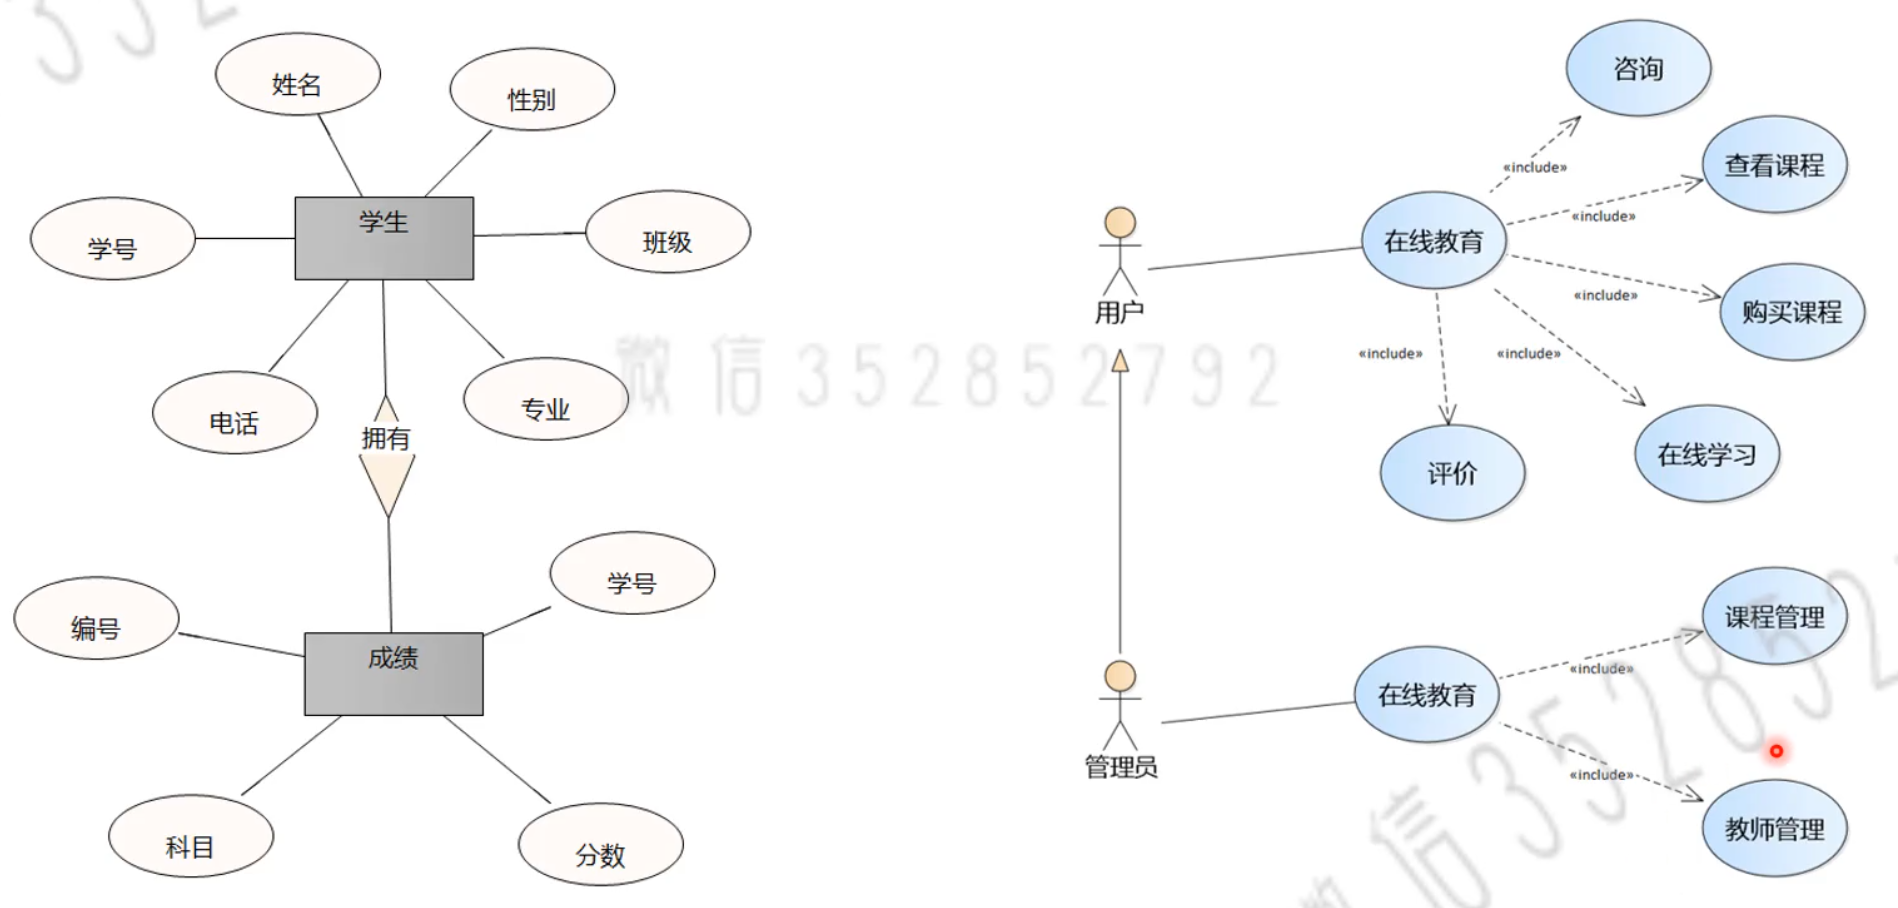 姓名
性别
学号
学生
班级
电话
拥有
专业
编号
成绩
学号
科目
分数
咨询
«include»
查看课程
«include»
在线教育
用户
«include»
购买课程
«include»
«include»
评价
在线学习
微信352852792
课程管理
«include»
在线教育
管理员
«include»
教师管理
微信352852
352